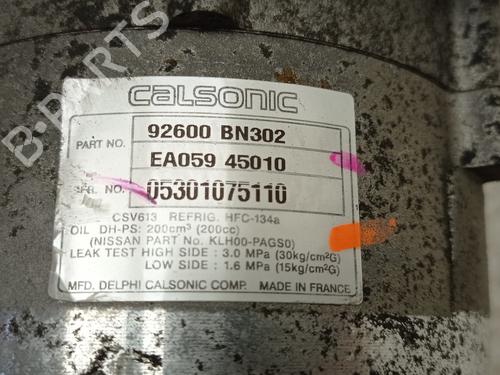 CALSONIC
PART NO. 92600 BN302
EA059 45010
SER. NO. 05301075110
CSV613 REFRIG. HFC-134a
OIL DH-PS: 200cm³ (200cc)
(NISSAN PART No. KLH00-PAGS0)
LEAK TEST HIGH SIDE : 3.0 MPa (30kg/cm²G)
LOW SIDE : 1.6 MPa (15kg/cm²G)
MFD. DELPHI CALSONIC COMP. MADE IN FRANCE
B-PARTS